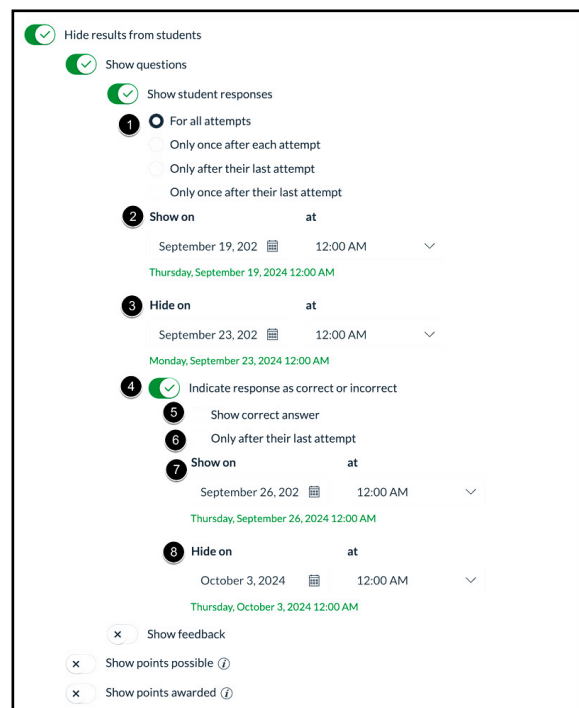 Hide results from students
Show questions
Show student responses
1 For all attempts
Only once after each attempt
Only after their last attempt
Only once after their last attempt
2 Show on at
September 19, 202 12:00 AM
Thursday, September 19, 2024 12:00 AM
3 Hide on at
September 23, 202 12:00 AM
Monday, September 23, 2024 12:00 AM
4 Indicate response as correct or incorrect
5 Show correct answer
6 Only after their last attempt
7 Show on at
September 26, 202 12:00 AM
Thursday, September 26, 2024 12:00 AM
8 Hide on at
October 3, 2024 12:00 AM
Thursday, October 3, 2024 12:00 AM
Show feedback
Show points possible i
Show points awarded i